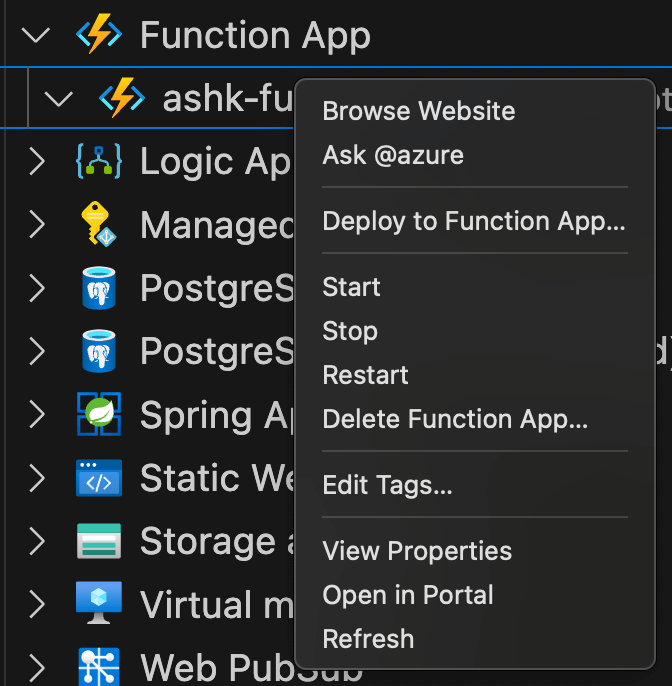 Function App
ashk-fu
Logic Ap
Managed
PostgreS
PostgreS
Spring Ap
Static We
Storage a
Virtual m
Web PubSub
Browse Website
Ask @azure
Deploy to Function App...
Start
Stop
Restart
Delete Function App...
Edit Tags...
View Properties
Open in Portal
Refresh